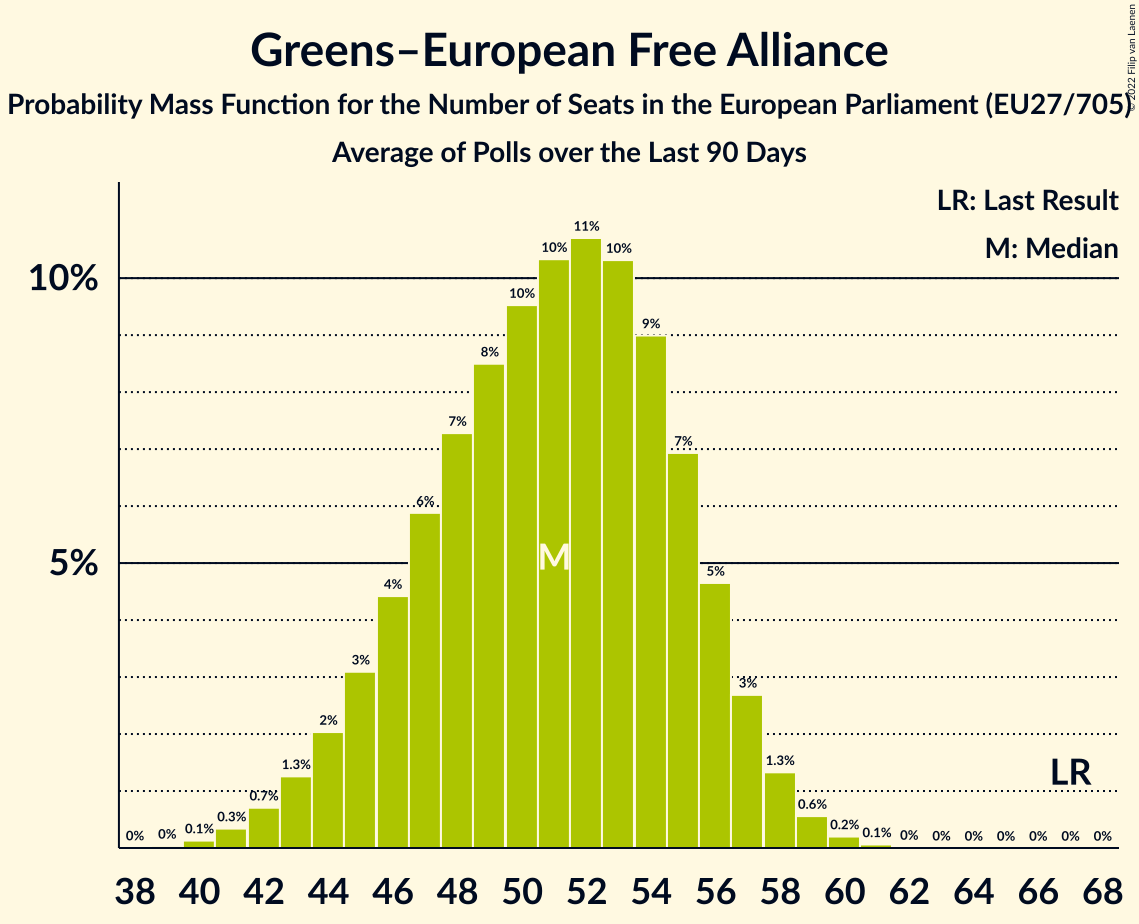 Greens–European Free Alliance
Probability Mass Function for the Number of Seats in the European Parliament (EU27/705)
Average of Polls over the Last 90 Days
© 2022 Filip van Laenen
LR: Last Result
M: Median
10%
5%
0% 0% 0.1% 0.3% 0.7% 1.3% 2% 3% 4% 6% 7% 8% 10% 10% 11% 10% 9% 7% 5% 3% 1.3% 0.6% 0.2% 0.1% 0% 0% 0% 0% 0% 0% 0%
M
LR
38 40 42 44 46 48 50 52 54 56 58 60 62 64 66 68